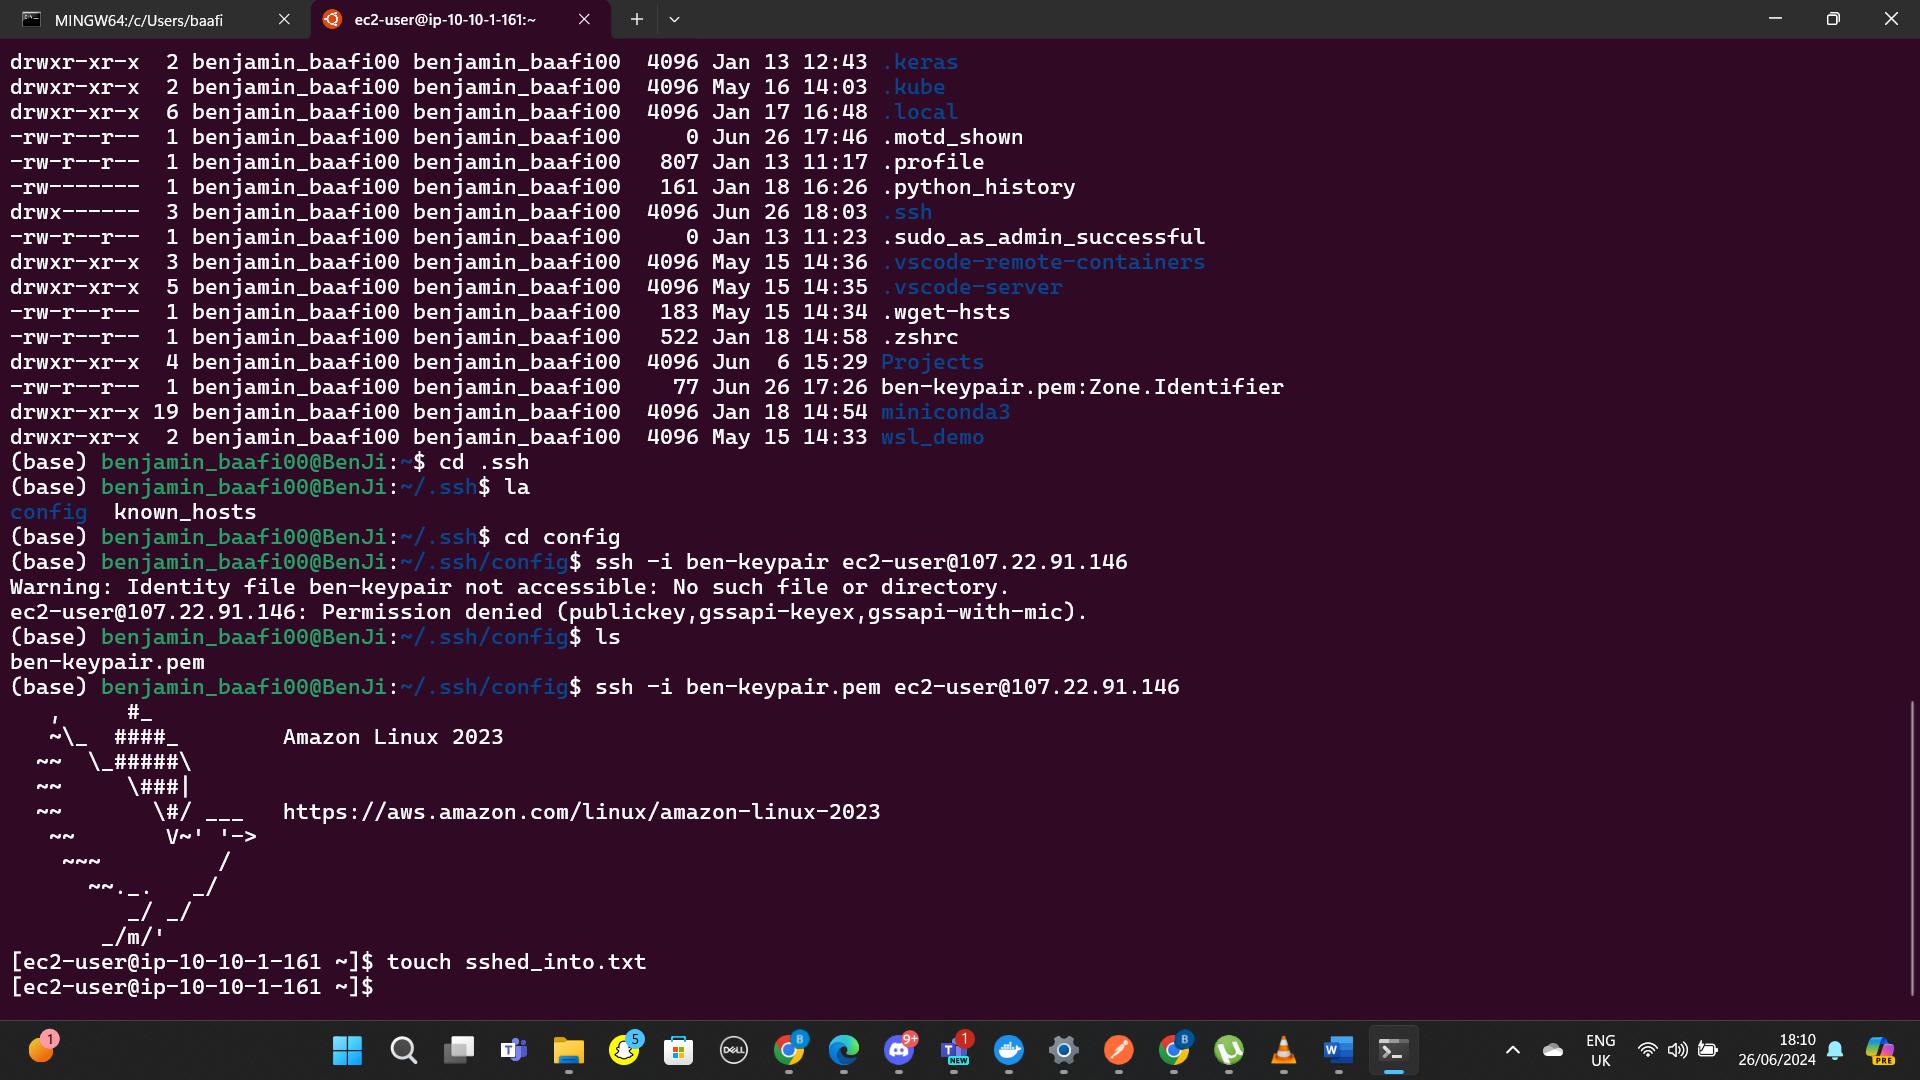 MINGW64:/c/Users/baafi
ec2-user@ip-10-10-1-161:~
drwxr-xr-x  2 benjamin_baafi00 benjamin_baafi00  4096 Jan 13 12:43 .keras
drwxr-xr-x  2 benjamin_baafi00 benjamin_baafi00  4096 May 16 14:03 .kube
drwxr-xr-x  6 benjamin_baafi00 benjamin_baafi00  4096 Jan 17 16:48 .local
-rw-r--r--  1 benjamin_baafi00 benjamin_baafi00     0 Jun 26 17:46 .motd_shown
-rw-r--r--  1 benjamin_baafi00 benjamin_baafi00   807 Jan 13 11:17 .profile
-rw-------  1 benjamin_baafi00 benjamin_baafi00   161 Jan 18 16:26 .python_history
drwx------  3 benjamin_baafi00 benjamin_baafi00  4096 Jun 26 18:03 .ssh
-rw-r--r--  1 benjamin_baafi00 benjamin_baafi00     0 Jan 13 11:23 .sudo_as_admin_successful
drwxr-xr-x  3 benjamin_baafi00 benjamin_baafi00  4096 May 15 14:36 .vscode-remote-containers
drwxr-xr-x  5 benjamin_baafi00 benjamin_baafi00  4096 May 15 14:35 .vscode-server
-rw-r--r--  1 benjamin_baafi00 benjamin_baafi00   183 May 15 14:34 .wget-hsts
-rw-r--r--  1 benjamin_baafi00 benjamin_baafi00   522 Jan 18 14:58 .zshrc
drwxr-xr-x  4 benjamin_baafi00 benjamin_baafi00  4096 Jun  6 15:29 Projects
-rw-r--r--  1 benjamin_baafi00 benjamin_baafi00    77 Jun 26 17:26 ben-keypair.pem:Zone.Identifier
drwxr-xr-x 19 benjamin_baafi00 benjamin_baafi00  4096 Jan 18 14:54 miniconda3
drwxr-xr-x  2 benjamin_baafi00 benjamin_baafi00  4096 May 15 14:33 wsl_demo
(base) benjamin_baafi00@BenJi:~$ cd .ssh
(base) benjamin_baafi00@BenJi:~/.ssh$ la
config  known_hosts
(base) benjamin_baafi00@BenJi:~/.ssh$ cd config
(base) benjamin_baafi00@BenJi:~/.ssh/config$ ssh -i ben-keypair ec2-user@107.22.91.146
Warning: Identity file ben-keypair not accessible: No such file or directory.
ec2-user@107.22.91.146: Permission denied (publickey,gssapi-keyex,gssapi-with-mic).
(base) benjamin_baafi00@BenJi:~/.ssh/config$ ls
ben-keypair.pem
(base) benjamin_baafi00@BenJi:~/.ssh/config$ ssh -i ben-keypair.pem ec2-user@107.22.91.146
   ,     #_
   ~\_  ####_        Amazon Linux 2023
  ~~  \_#####\
  ~~     \###|
  ~~       \#/ ___   https://aws.amazon.com/linux/amazon-linux-2023
   ~~       V~' '->
    ~~~         /
      ~~._.   _/
         _/ _/
       _/m/'
[ec2-user@ip-10-10-1-161 ~]$ touch sshed_into.txt
[ec2-user@ip-10-10-1-161 ~]$
1
5
DELL
B
9+
1
NEW
B
ENG
UK
18:10
26/06/2024
PRE